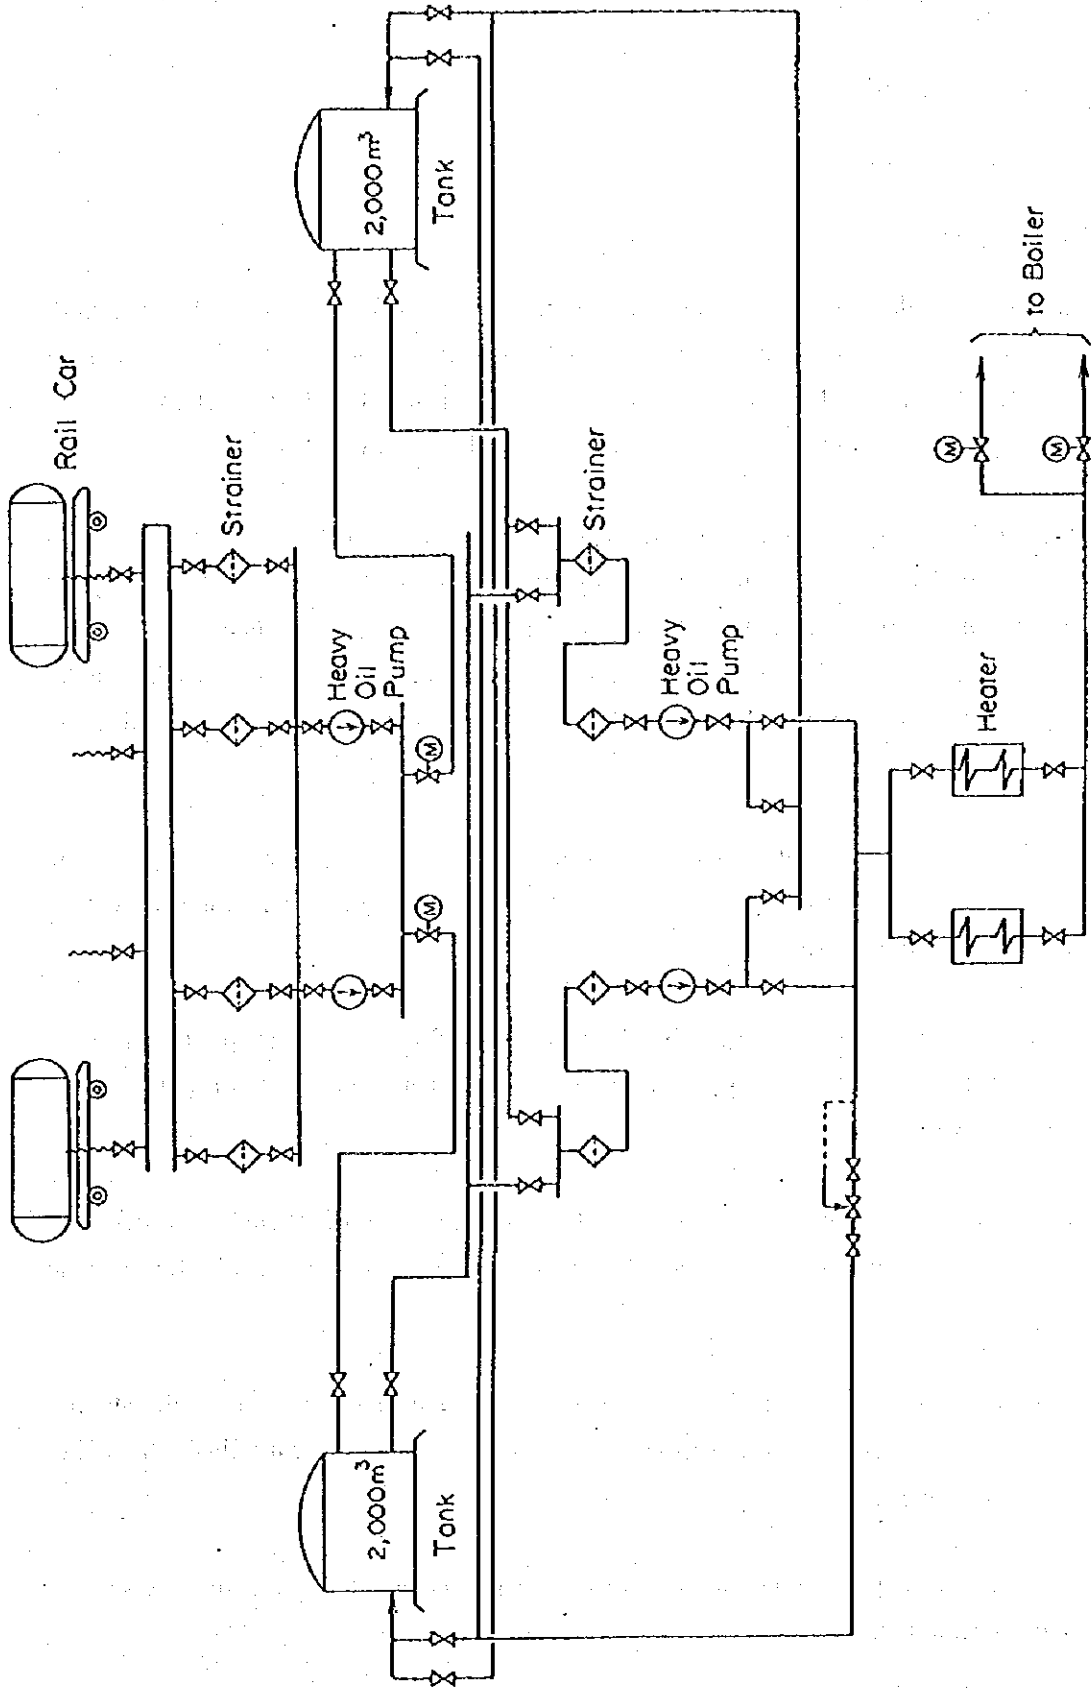 Rail Car
Strainer
Heavy
Oil
Pump
M
M
2,000m³
Tank
2,000m³
Tank
Strainer
Heavy
Oil
Pump
Heater
M
M
to Boiler